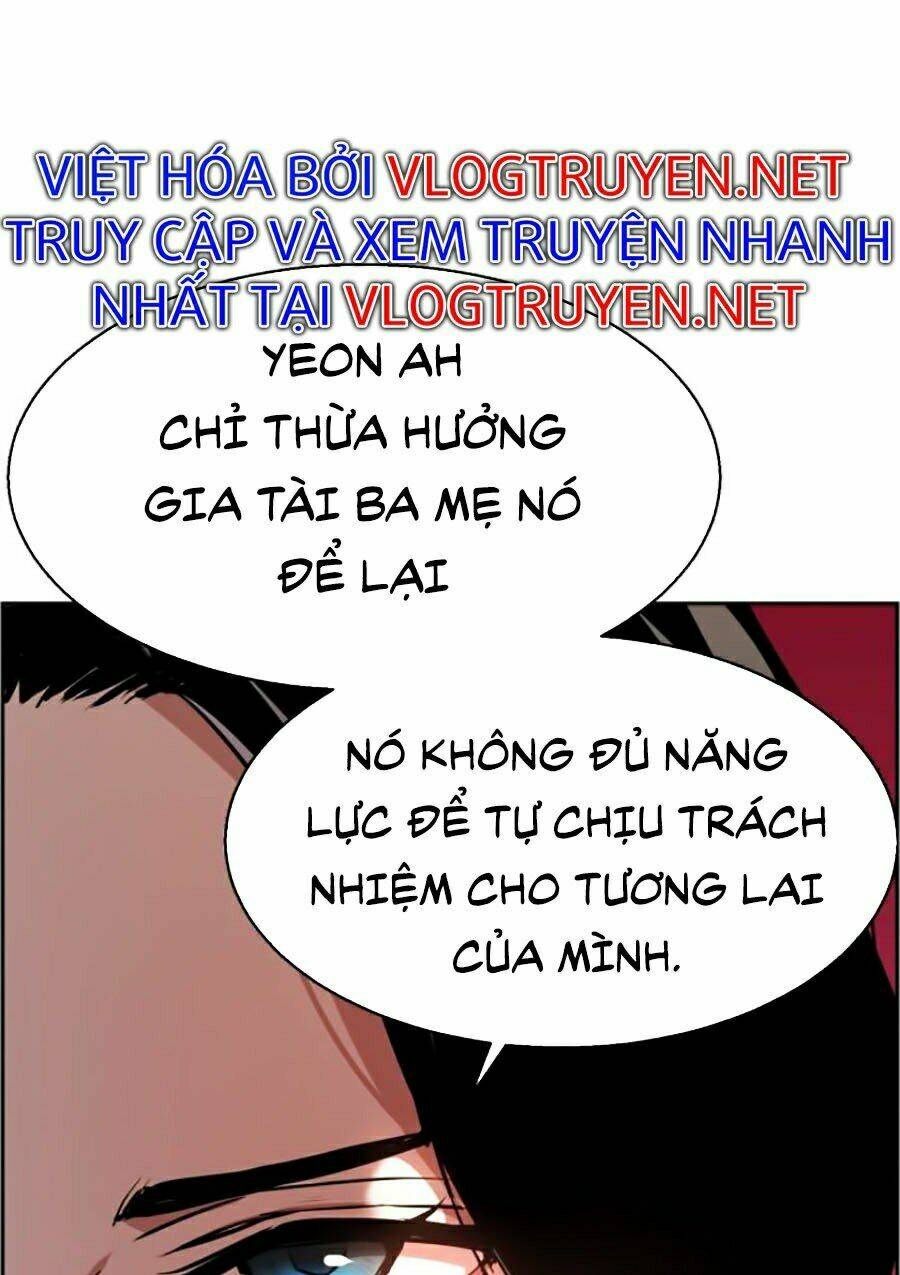 VIỆT HÓA BỞI VLOGTRUYEN.NET
TRUY CẬP VÀ XEM TRUYỆN NHANH
NHẤT TẠI VLOGTRUYEN.NET
YEON AH
CHỈ THỪA HƯỞNG
GIA TÀI BA MẸ NÓ
ĐỂ LẠI
NÓ KHÔNG ĐỦ NĂNG
LỰC ĐỂ TỰ CHỊU TRÁCH
NHIỆM CHO TƯƠNG LAI
CỦA MÌNH.